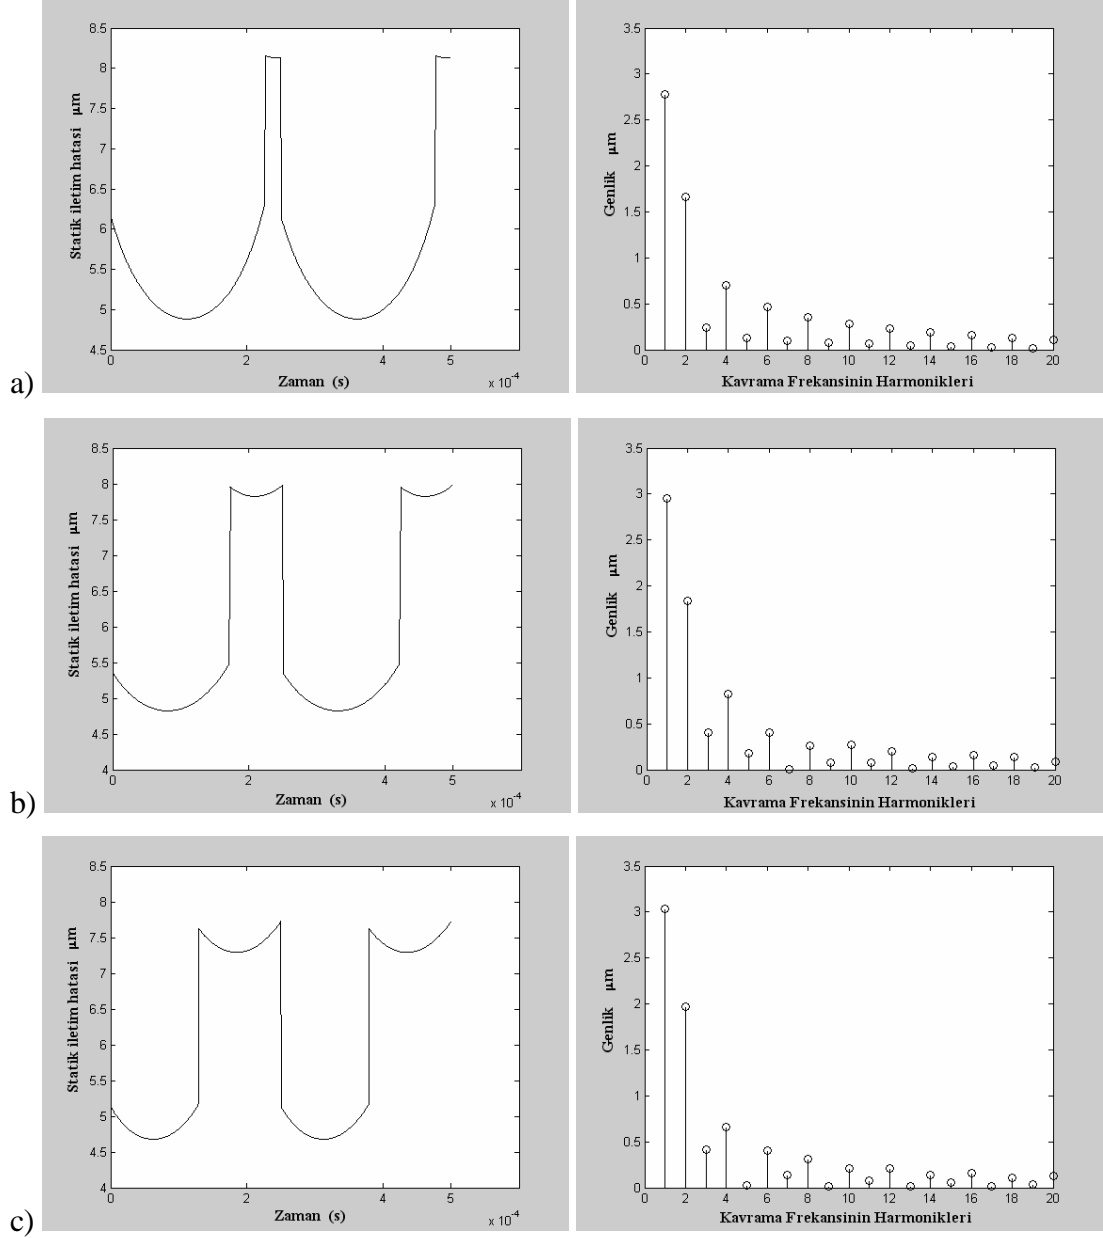 8.5
8
7.5
7
6.5
6
5.5
5
4.5
Statik iletim hatasi μm
0 2 4 5
Zaman (s)
x 10⁻⁴
3.5
3
2.5
2
1.5
1
0.5
0
Genlik μm
0 2 4 6 8 10 12 14 16 18 20
Kavrama Frekansinin Harmonikleri
a)
8.5
8
7.5
7
6.5
6
5.5
5
4.5
4
Statik iletim hatasi μm
0 2 4 5
Zaman (s)
x 10⁻⁴
3.5
3
2.5
2
1.5
1
0.5
0
Genlik μm
0 2 4 6 8 10 12 14 16 18 20
Kavrama Frekansinin Harmonikleri
b)
8.5
8
7.5
7
6.5
6
5.5
5
4.5
4
Statik iletim hatasi μm
0 2 4 5
Zaman (s)
x 10⁻⁴
3.5
3
2.5
2
1.5
1
0.5
0
Genlik μm
0 2 4 6 8 10 12 14 16 18 20
Kavrama Frekansinin Harmonikleri
c)